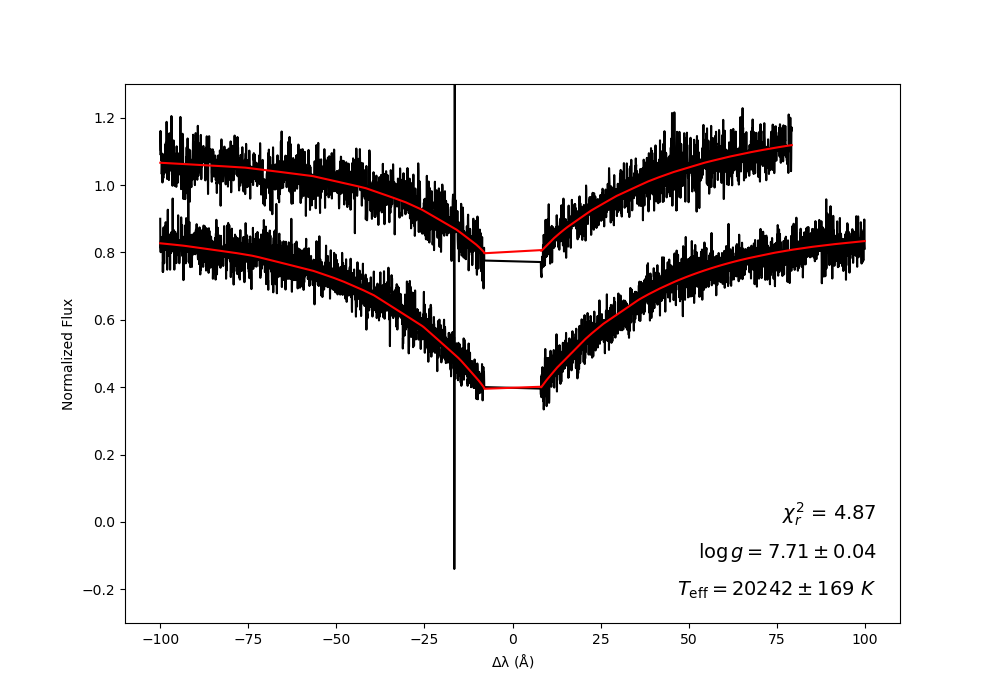 1.2
1.0
0.8
0.6
0.4
0.2
0.0
−0.2
Normalized Flux
χ²ᵣ = 4.87
log g = 7.71 ± 0.04
T_eff = 20242 ± 169 K
−100 −75 −50 −25 0 25 50 75 100
Δλ (Å)